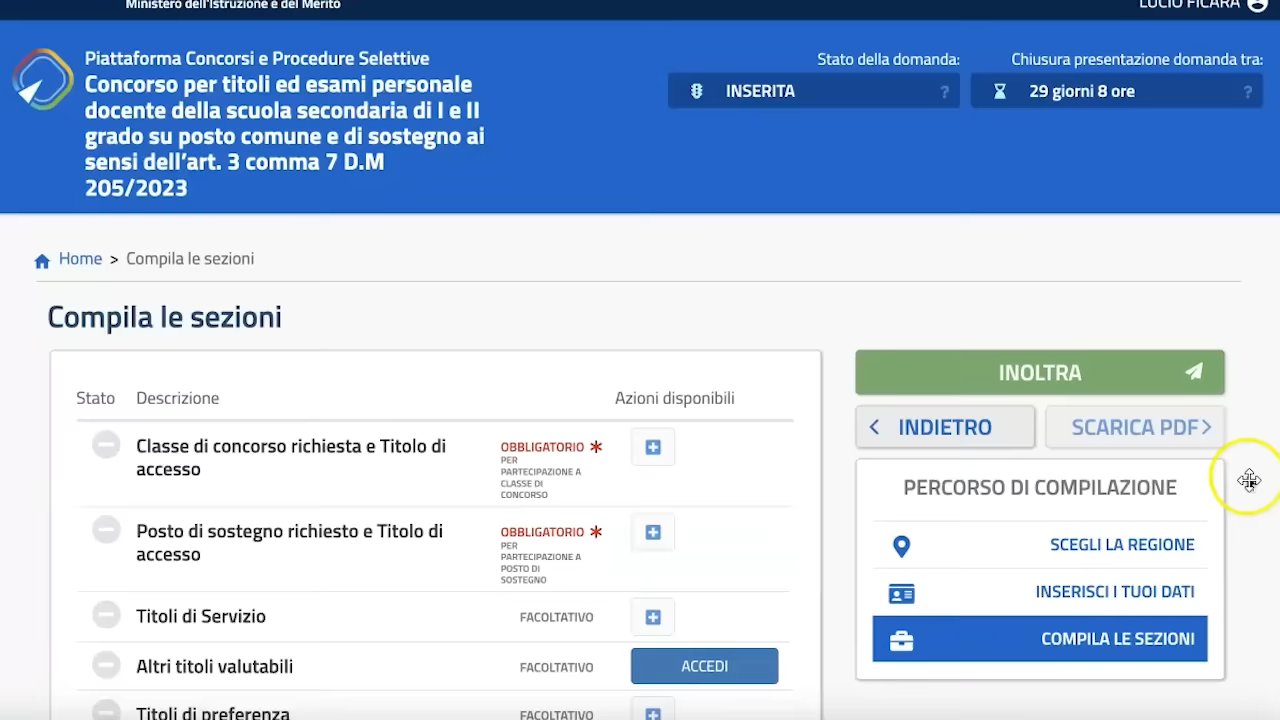 Ministero dell'Istruzione e del Merito
LUCIO FICARA
Piattaforma Concorsi e Procedure Selettive
Concorso per titoli ed esami personale
docente della scuola secondaria di I e II
grado su posto comune e di sostegno ai
sensi dell'art. 3 comma 7 D.M
205/2023
Stato della domanda:
INSERITA ?
Chiusura presentazione domanda tra:
29 giorni 8 ore ?
Home > Compila le sezioni
Compila le sezioni
Stato Descrizione Azioni disponibili
Classe di concorso richiesta e Titolo di
accesso
OBBLIGATORIO *
PER
PARTECIPAZIONE A
CLASSE DI
CONCORSO
Posto di sostegno richiesto e Titolo di
accesso
OBBLIGATORIO *
PER
PARTECIPAZIONE A
POSTO DI
SOSTEGNO
Titoli di Servizio FACOLTATIVO
Altri titoli valutabili FACOLTATIVO ACCEDI
Titoli di preferenza FACOLTATIVO
INOLTRA
INDIETRO
SCARICA PDF
PERCORSO DI COMPILAZIONE
SCEGLI LA REGIONE
INSERISCI I TUOI DATI
COMPILA LE SEZIONI